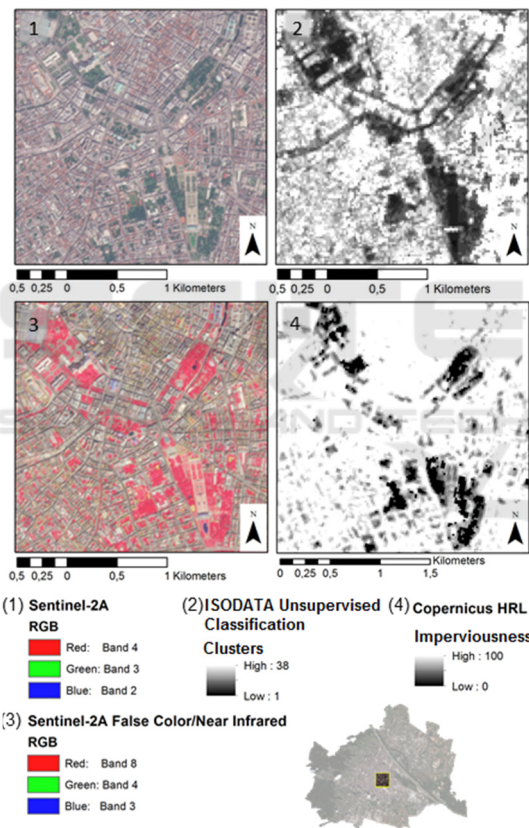 1
2
N
N
0,5 0,25 0 0,5 1 Kilometers
0,5 0,25 0 0,5 1 Kilometers
3
4
N
N
0,5 0,25 0 0,5 1 Kilometers
Kilometers
0 0,25 0,5 1 1,5
(1) Sentinel-2A
RGB
Red: Band 4
Green: Band 3
Blue: Band 2
(2) ISODATA Unsupervised
Classification
Clusters
High : 38
Low : 1
(4) Copernicus HRL
Imperviousness
High : 100
Low : 0
(3) Sentinel-2A False Color/Near Infrared
RGB
Red: Band 8
Green: Band 4
Blue: Band 3